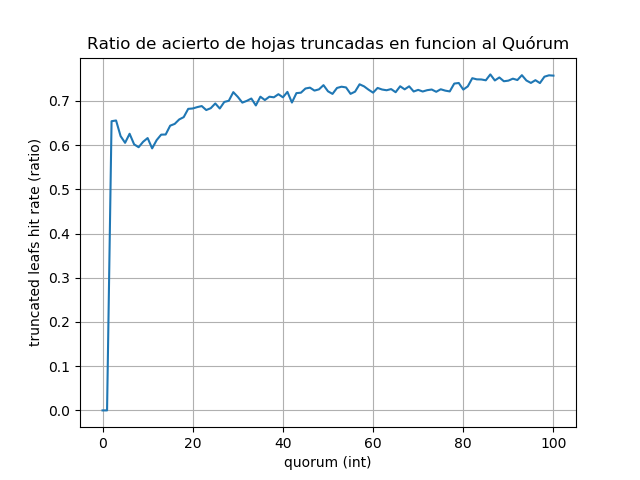 Ratio de acierto de hojas truncadas en funcion al Quórum
truncated leafs hit rate (ratio)
0.7
0.6
0.5
0.4
0.3
0.2
0.1
0.0
0 20 40 60 80 100
quorum (int)